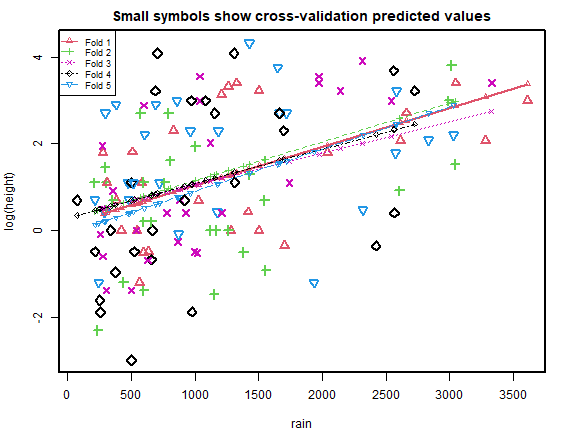 Small symbols show cross-validation predicted values
Fold 1
Fold 2
Fold 3
Fold 4
Fold 5
log(height)
4
2
0
-2
0
500
1000
1500
2000
2500
3000
3500
rain